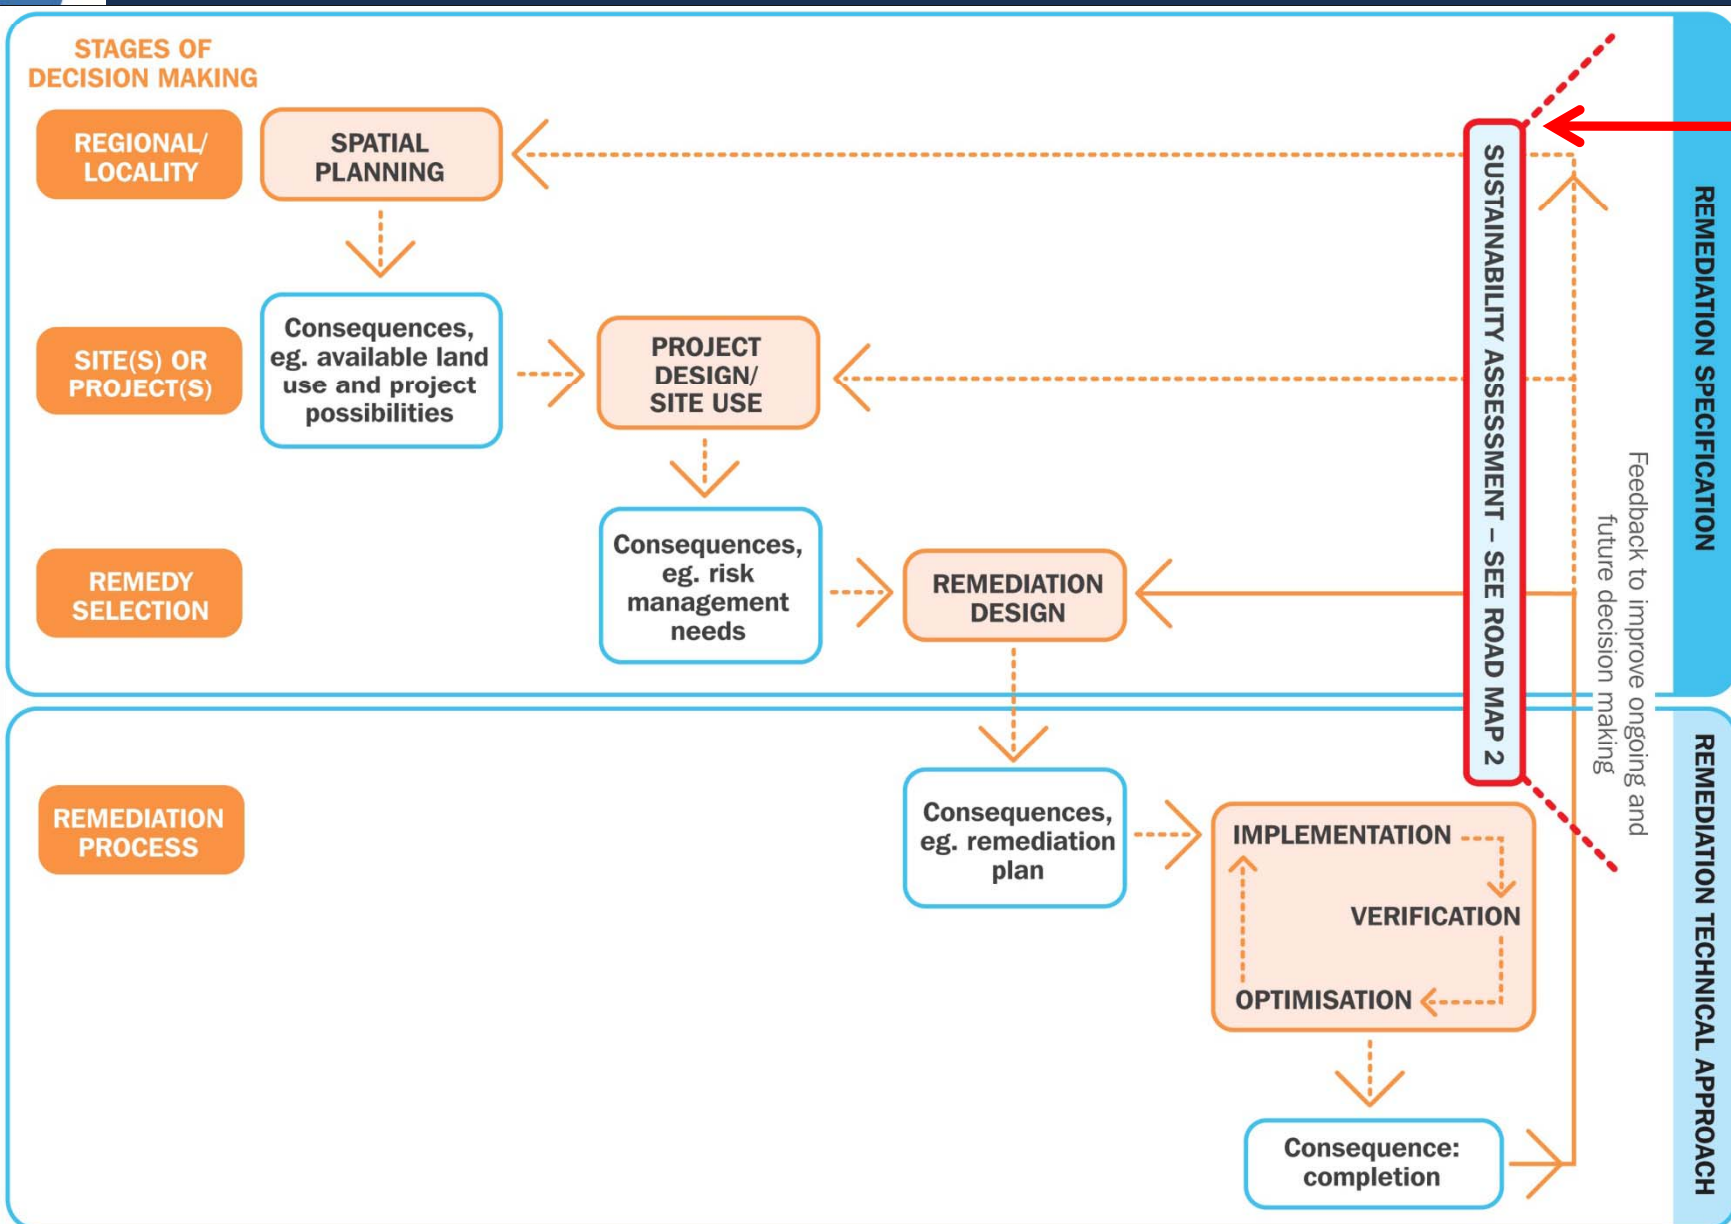 STAGES OF
DECISION MAKING
REGIONAL/
LOCALITY
SPATIAL
PLANNING
SITE(S) OR
PROJECT(S)
Consequences,
eg. available land
use and project
possibilities
PROJECT
DESIGN/
SITE USE
REMEDY
SELECTION
Consequences,
eg. risk
management
needs
REMEDIATION
DESIGN
SUSTAINABILITY ASSESSMENT – SEE ROAD MAP 2
Feedback to improve ongoing and
future decision making
REMEDIATION SPECIFICATION
REMEDIATION
PROCESS
Consequences,
eg. remediation
plan
IMPLEMENTATION
VERIFICATION
OPTIMISATION
Consequence:
completion
REMEDIATION TECHNICAL APPROACH